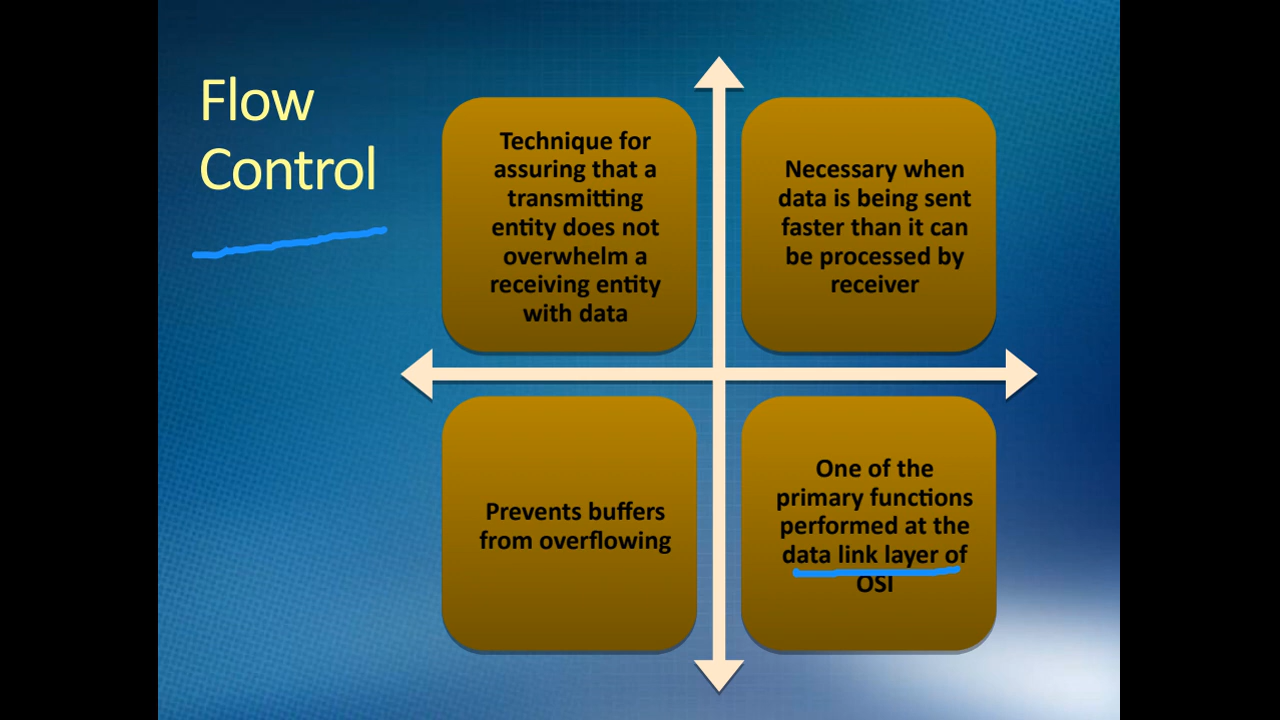 Flow
Control
Technique for
assuring that a
transmitting
entity does not
overwhelm a
receiving entity
with data
Necessary when
data is being sent
faster than it can
be processed by
receiver
Prevents buffers
from overflowing
One of the
primary functions
performed at the
data link layer of
OSI